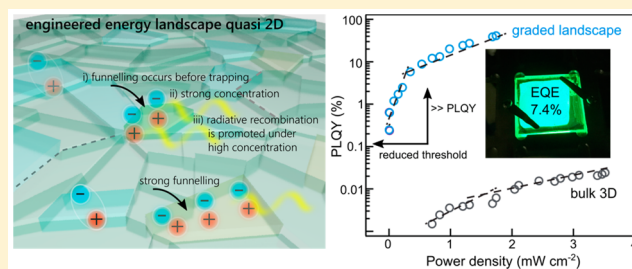 engineered energy landscape quasi 2D
i) funnelling occurs before trapping
ii) strong concentration
iii) radiative recombination
is promoted under
high concentration
strong funnelling
PLQY (%)
100
10
1
0.1
0.01
graded landscape
EQE
7.4%
>> PLQY
reduced threshold
bulk 3D
0 1 2 3 4
Power density (mW cm⁻²)